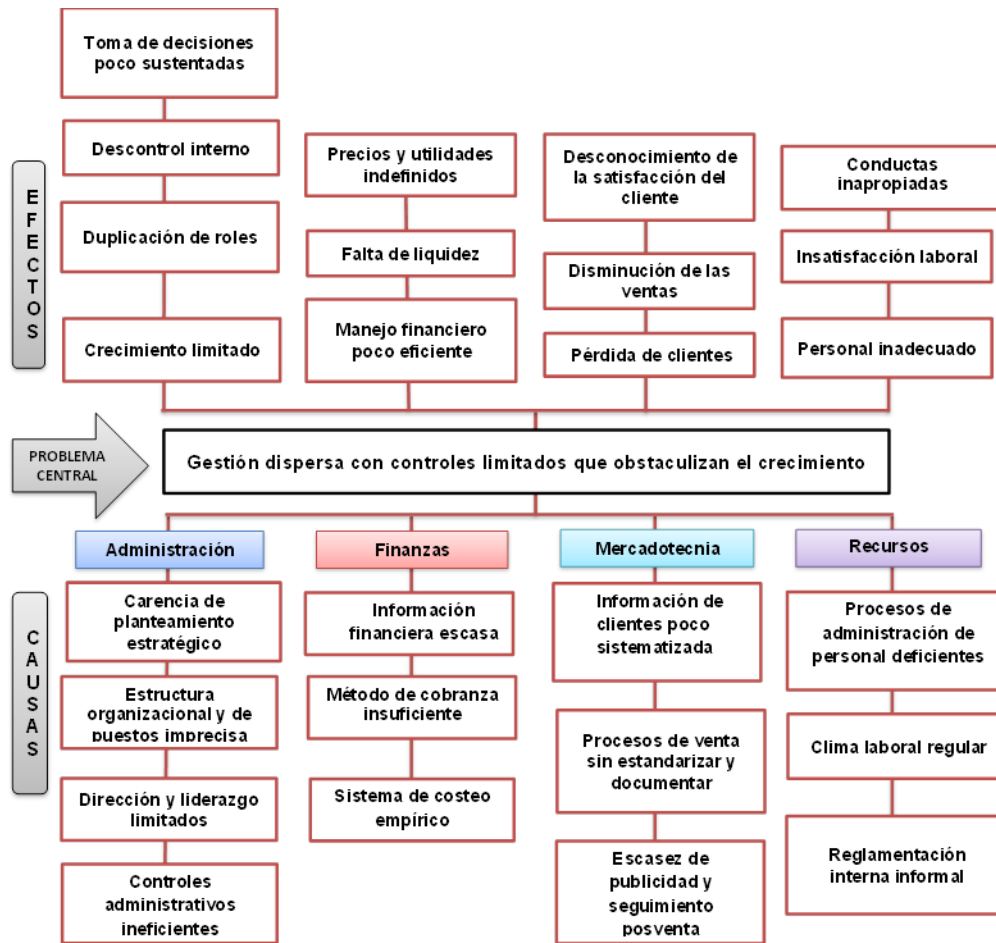 Toma de decisiones
poco sustentadas
Descontrol interno
Duplicación de roles
Crecimiento limitado
Precios y utilidades
indefinidos
Falta de liquidez
Manejo financiero
poco eficiente
Desconocimiento de
la satisfacción del
cliente
Disminución de las
ventas
Pérdida de clientes
Conductas
inapropiadas
Insatisfacción laboral
Personal inadecuado
E
F
E
C
T
O
S
PROBLEMA
CENTRAL
Gestión dispersa con controles limitados que obstaculizan el crecimiento
C
A
U
S
A
S
Administración
Carencia de
planteamiento
estratégico
Estructura
organizacional y de
puestos imprecisa
Dirección y liderazgo
limitados
Controles
administrativos
ineficientes
Finanzas
Información
financiera escasa
Método de cobranza
insuficiente
Sistema de costeo
empírico
Mercadotecnia
Información de
clientes poco
sistematizada
Procesos de venta
sin estandarizar y
documentar
Escasez de
publicidad y
seguimiento
posventa
Recursos
Procesos de
administración de
personal deficientes
Clima laboral regular
Reglamentación
interna informal